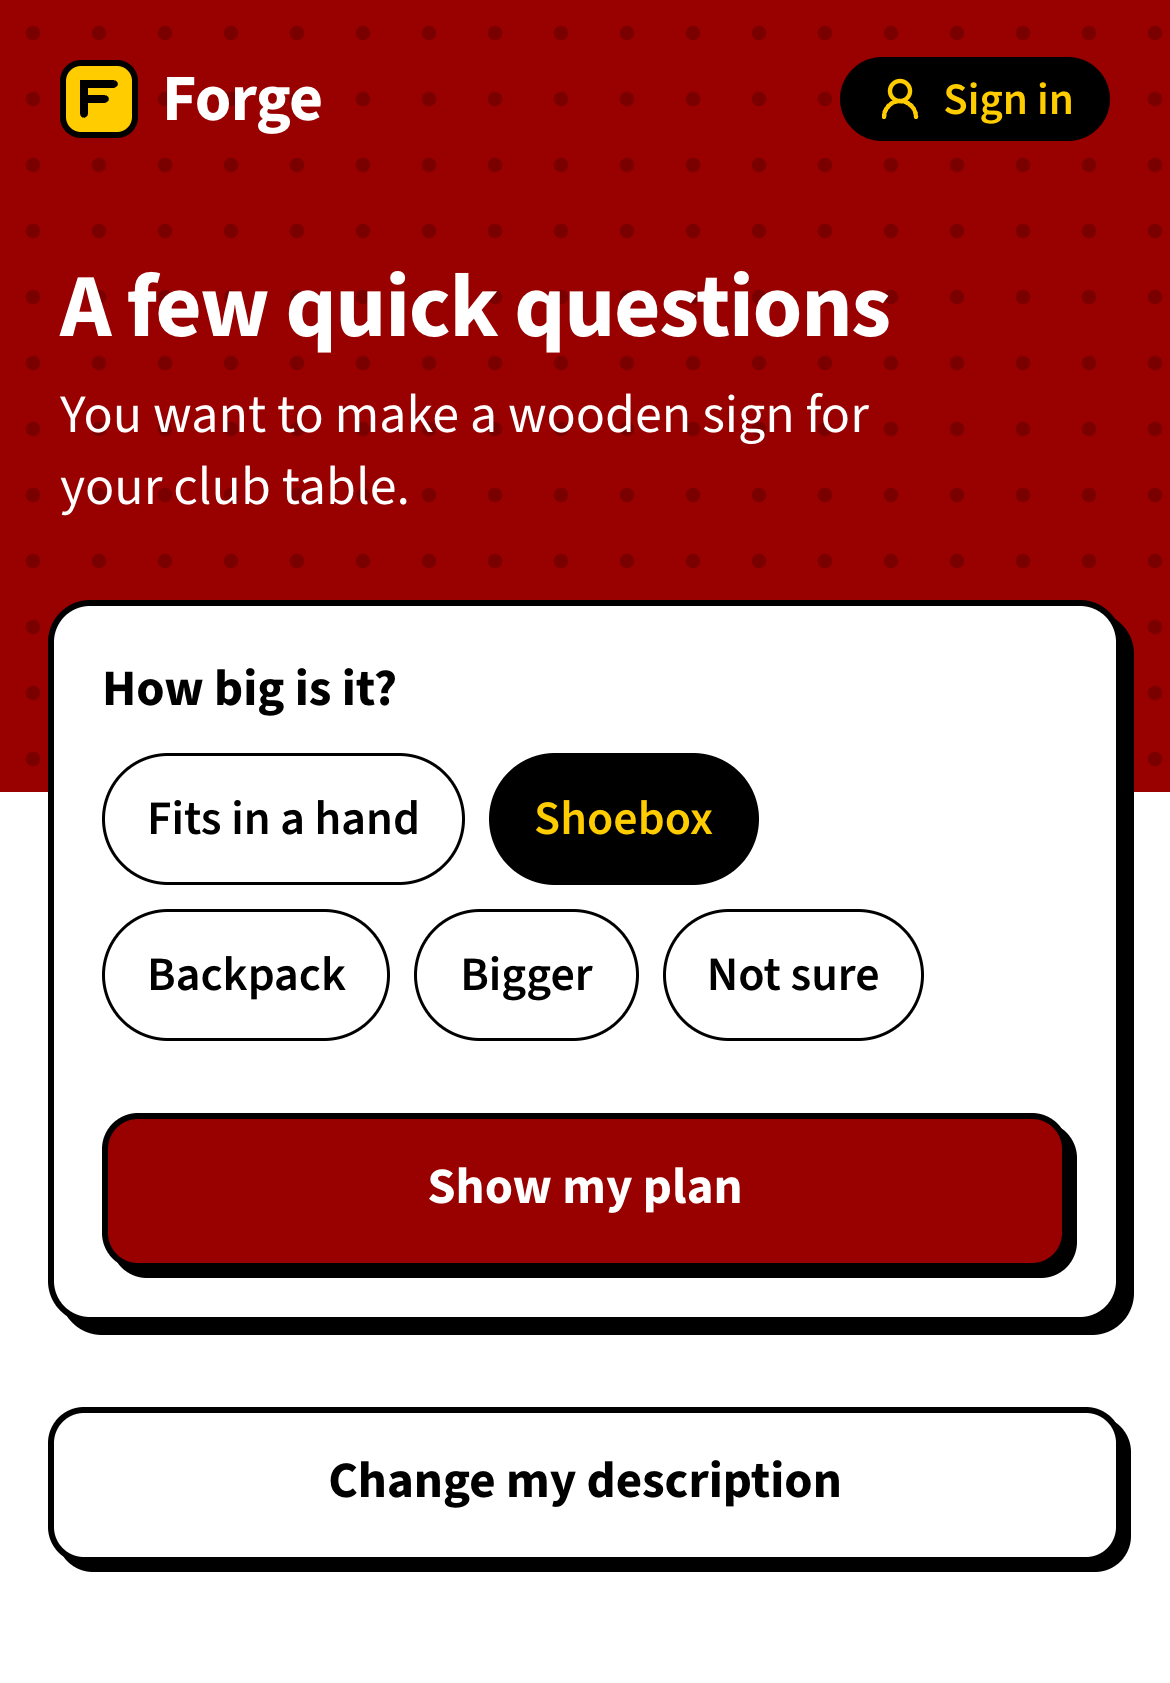 F Forge
Sign in
A few quick questions
You want to make a wooden sign for
your club table.
How big is it?
Fits in a hand
Shoebox
Backpack
Bigger
Not sure
Show my plan
Change my description